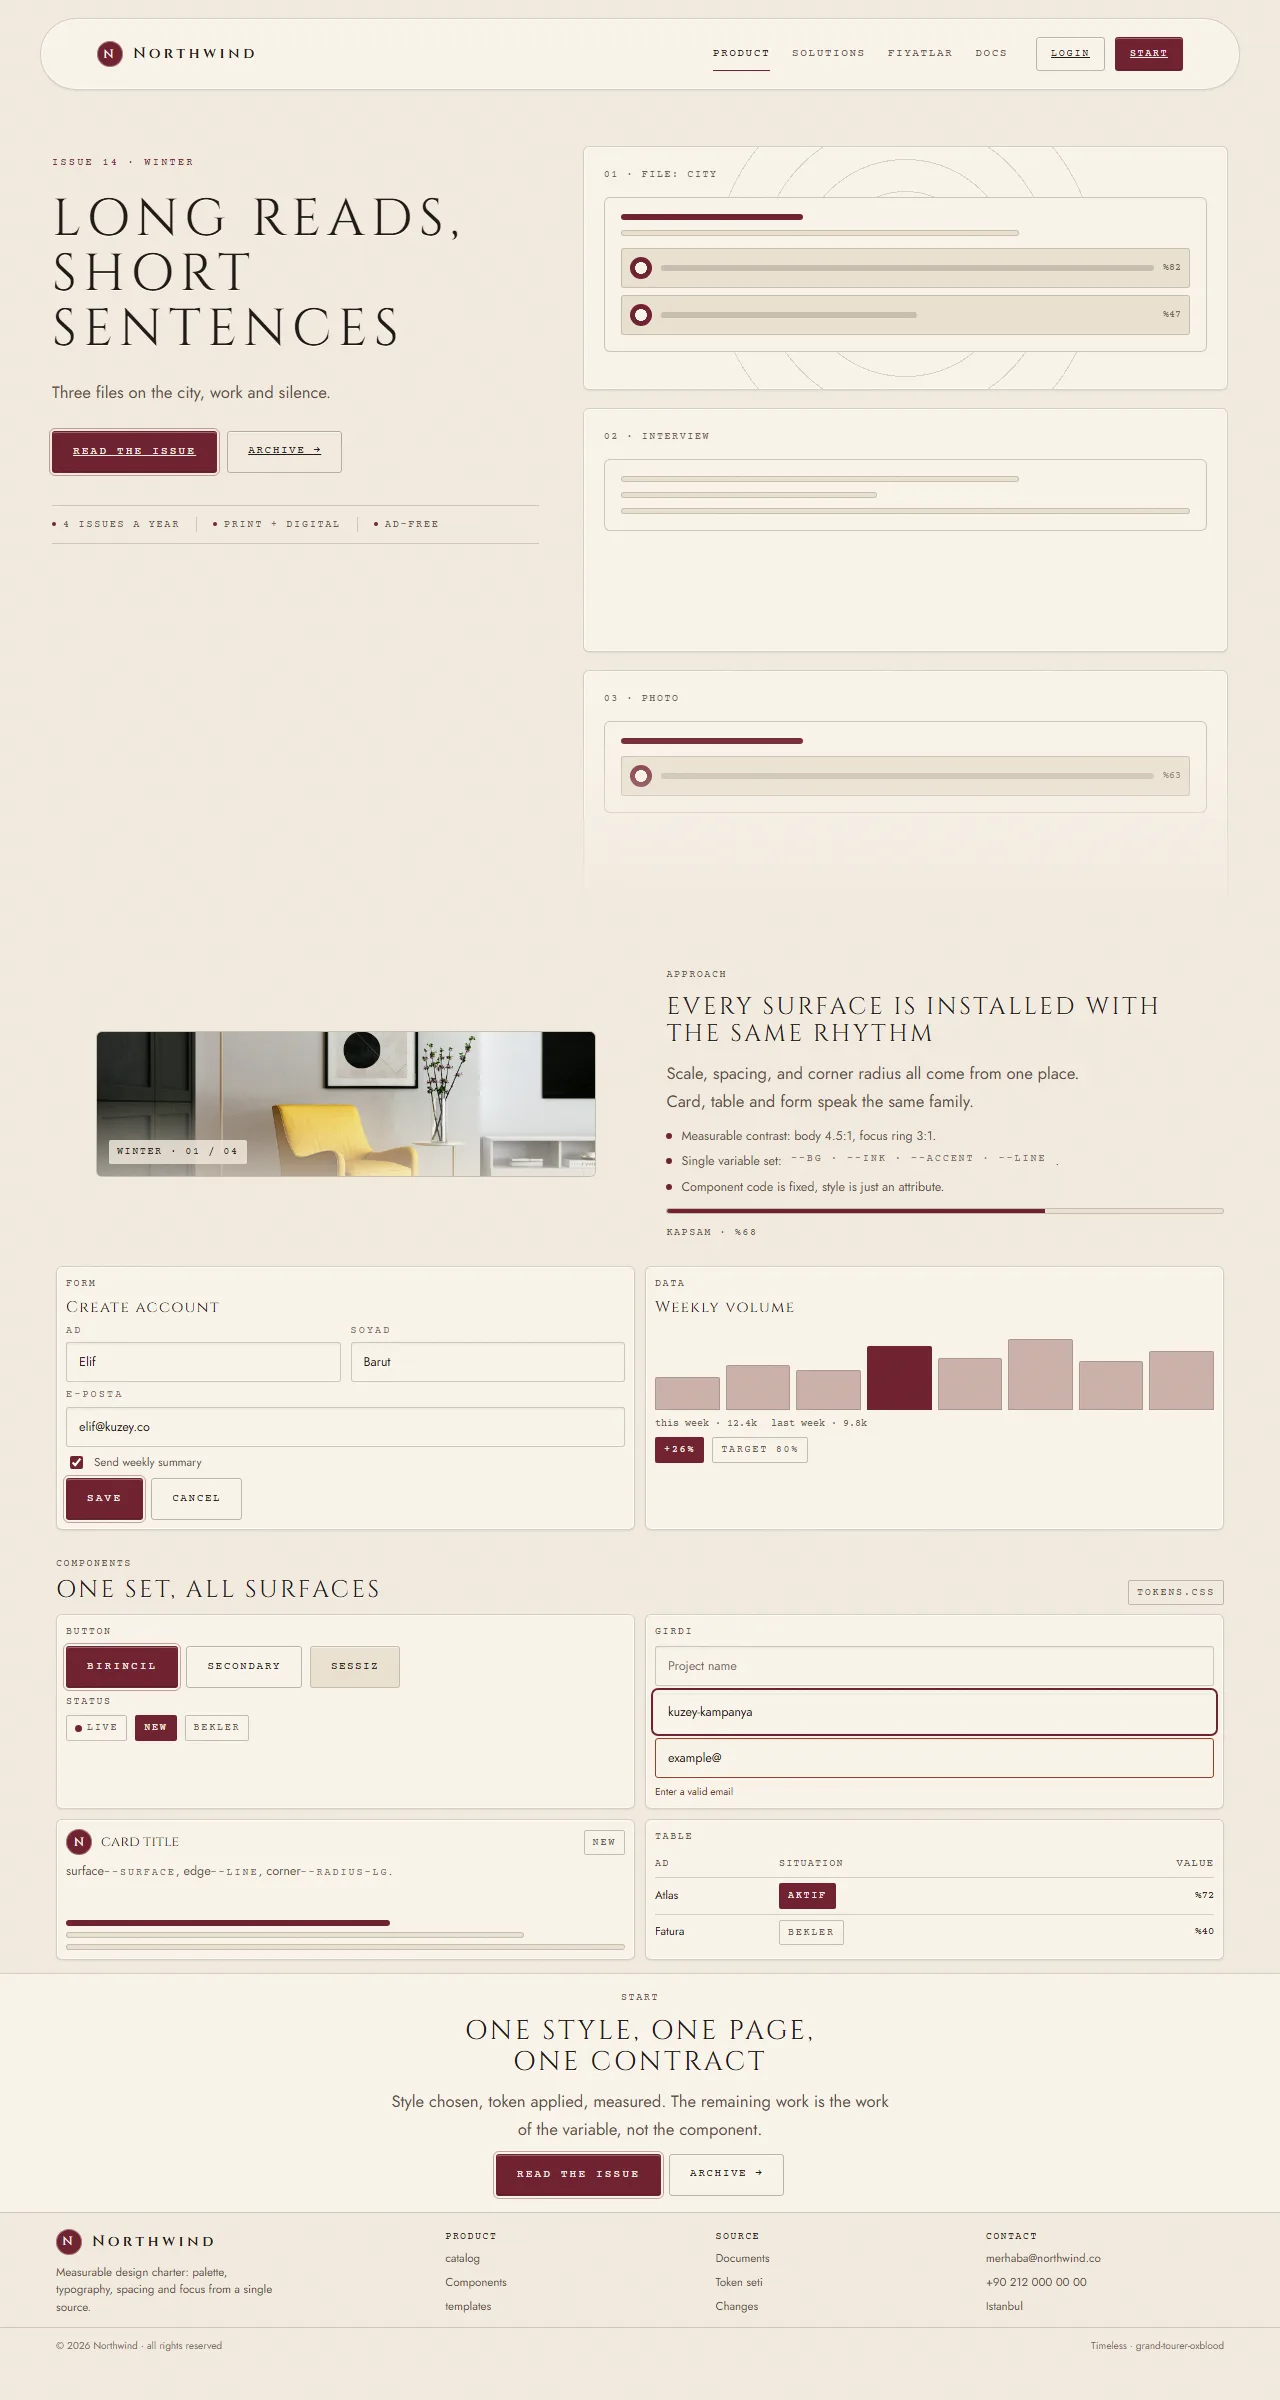 N NORTHWIND
PRODUCT SOLUTIONS FIYATLAR DOCS LOGIN START
ISSUE 14 · WINTER
LONG READS,
SHORT
SENTENCES
Three files on the city, work and silence.
READ THE ISSUE ARCHIVE →
4 ISSUES A YEAR PRINT + DIGITAL AD-FREE
01 · FILE: CITY
%82
%47
02 · INTERVIEW
03 · PHOTO
%63
WINTER · 01 / 04
APPROACH
EVERY SURFACE IS INSTALLED WITH
THE SAME RHYTHM
Scale, spacing, and corner radius all come from one place.
Card, table and form speak the same family.
Measurable contrast: body 4.5:1, focus ring 3:1.
Single variable set: --BG · --INK · --ACCENT · --LINE .
Component code is fixed, style is just an attribute.
KAPSAM · %68
FORM
CREATE ACCOUNT
AD SOYAD
Elif Barut
E-POSTA
elif@kuzey.co
Send weekly summary
SAVE CANCEL
DATA
WEEKLY VOLUME
this week · 12.4k last week · 9.8k
+26% TARGET 80%
COMPONENTS
ONE SET, ALL SURFACES
TOKENS.CSS
BUTTON
BIRINCIL SECONDARY SESSIZ
STATUS
LIVE NEW BEKLER
GIRDI
Project name
kuzey-kampanya
example@
Enter a valid email
N CARD TITLE NEW
surface--SURFACE, edge--LINE, corner--RADIUS-LG.
TABLE
AD SITUATION VALUE
Atlas AKTIF %72
Fatura BEKLER %40
START
ONE STYLE, ONE PAGE,
ONE CONTRACT
Style chosen, token applied, measured. The remaining work is the work
of the variable, not the component.
READ THE ISSUE ARCHIVE →
N NORTHWIND
Measurable design charter: palette,
typography, spacing and focus from a single
source.
PRODUCT
catalog
Components
templates
SOURCE
Documents
Token seti
Changes
CONTACT
merhaba@northwind.co
+90 212 000 00 00
Istanbul
© 2026 Northwind · all rights reserved
Timeless · grand-tourer-oxblood